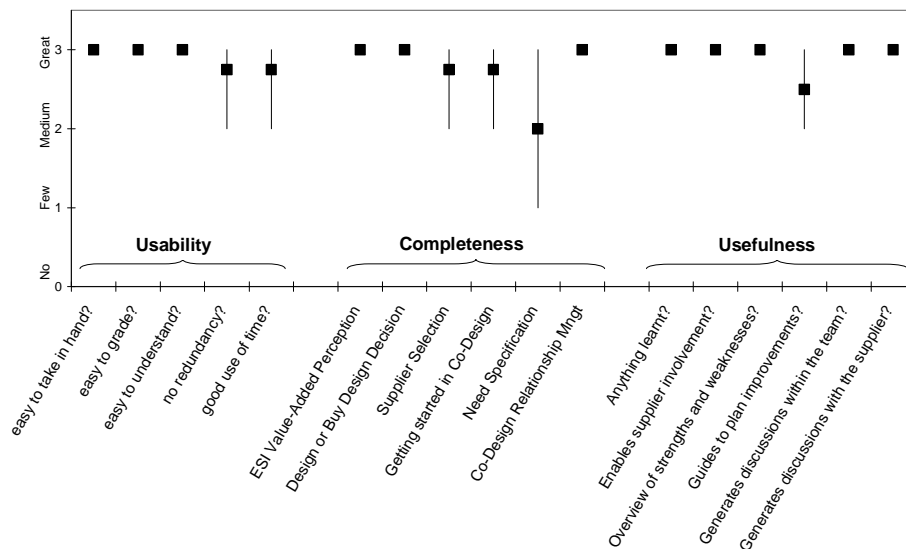 Great
3
Medium
2
Few
1
No
0
Usability
Completeness
Usefulness
easy to take in hand?
easy to grade?
easy to understand?
no redundancy?
good use of time?
ESI Value-Added Perception
Design or Buy Design Decision
Supplier Selection
Getting started in Co-Design
Need Specification
Co-Design Relationship Mngt
Anything learnt?
Enables supplier involvement?
Overview of strengths and weaknesses?
Guides to plan improvements?
Generates discussions within the team?
Generates discussions with the supplier?